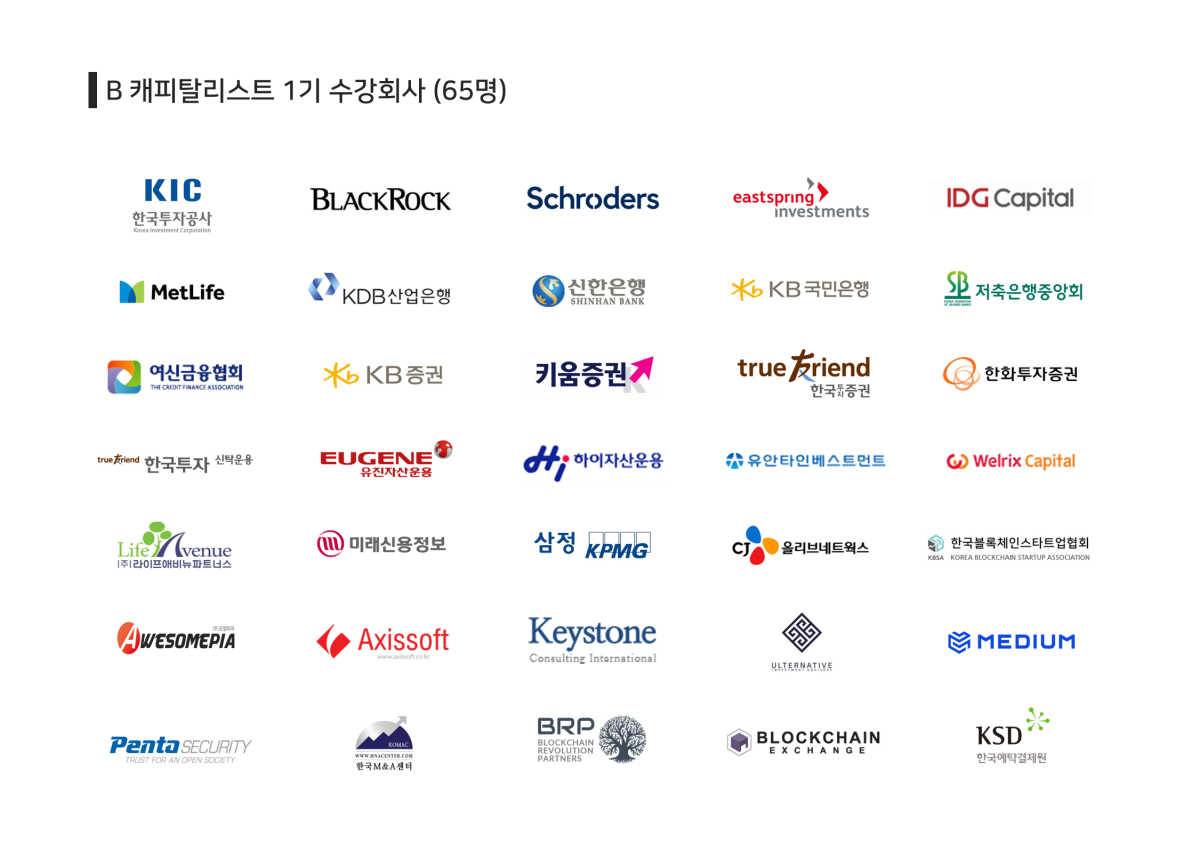 B 캐피탈리스트 1기 수강회사 (65명)
KIC
한국투자공사
Korea Investment Corporation
BLACKROCK
Schroders
eastspring
investments
IDG Capital
MetLife
KDB산업은행
신한은행
SHINHAN BANK
KB국민은행
SB
저축은행중앙회
여신금융협회
THE CREDIT FINANCE ASSOCIATION
KB증권
키움증권
true friend
한국투자증권
한화투자증권
true friend 한국투자 신탁운용
EUGENE
유진자산운용
Hi 하이자산운용
유안타인베스트먼트
Welrix Capital
Life Avenue
(주)라이프애비뉴파트너스
미래신용정보
삼정 KPMG
CJ 올리브네트웍스
한국블록체인스타트업협회
KBSA KOREA BLOCKCHAIN STARTUP ASSOCIATION
AWESOMEPIA
Axissoft
www.axissoft.co.kr
Keystone
Consulting International
ULTERNATIVE
INVESTMENT ADVISORY
MEDIUM
Penta SECURITY
TRUST FOR AN OPEN SOCIETY
KOMAC
WWW.MNACENTER.COM
한국M&A센터
BRP
BLOCKCHAIN
REVOLUTION
PARTNERS
BLOCKCHAIN
EXCHANGE
KSD
한국예탁결제원